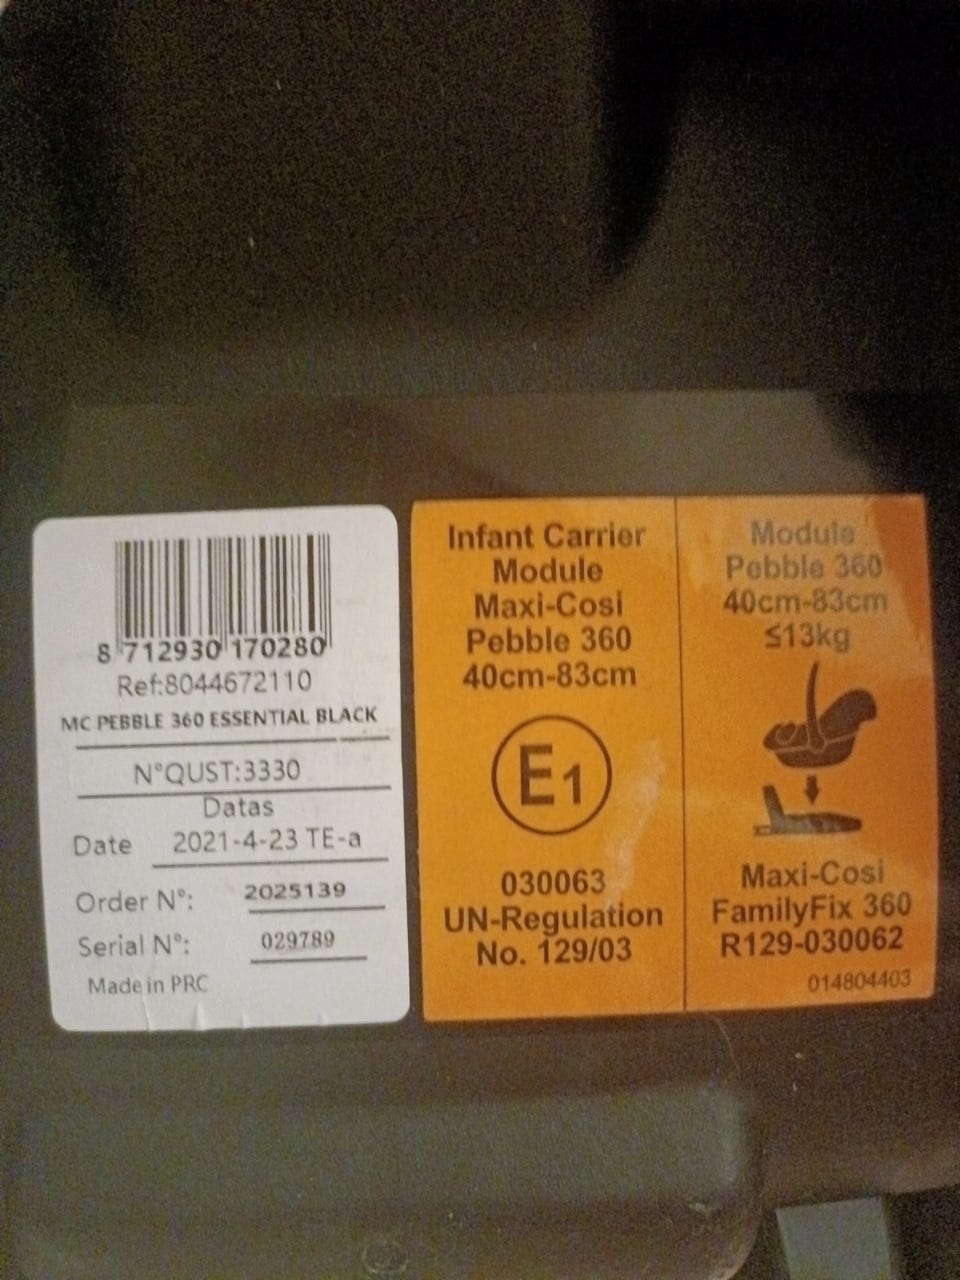 8 712930 170280
Ref:8044672110
MC PEBBLE 360 ESSENTIAL BLACK
N°QUST:3330
Datas
Date 2021-4-23 TE-a
Order N°: 2025139
Serial N°: 029789
Made in PRC
Infant Carrier
Module
Maxi-Cosi
Pebble 360
40cm-83cm
E1
030063
UN-Regulation
No. 129/03
Module
Pebble 360
40cm-83cm
≤13kg
Maxi-Cosi
FamilyFix 360
R129-030062
014804403